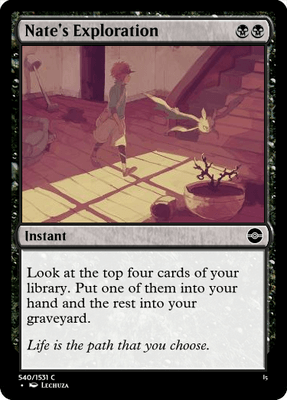 Nate's Exploration
Instant
Look at the top four cards of your
library. Put one of them into your
hand and the rest into your
graveyard.
Life is the path that you choose.
540/1531 C
Is
• Lechuza